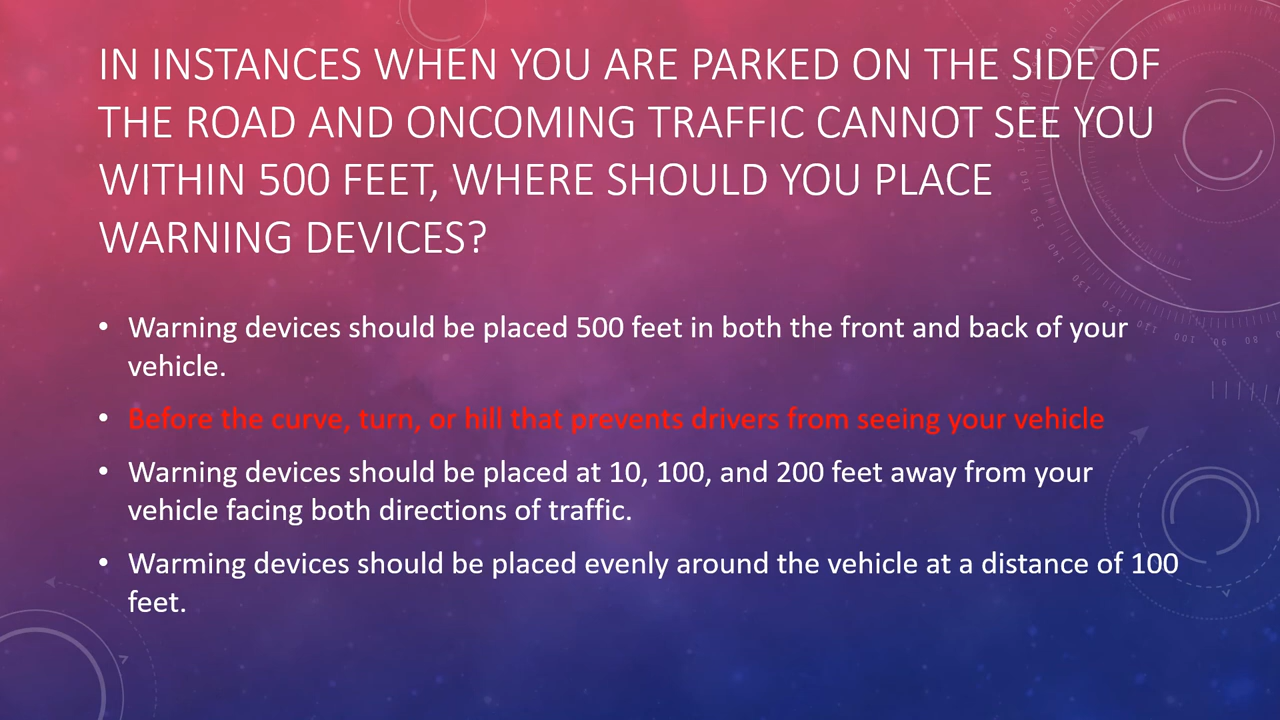 IN INSTANCES WHEN YOU ARE PARKED ON THE SIDE OF
THE ROAD AND ONCOMING TRAFFIC CANNOT SEE YOU
WITHIN 500 FEET, WHERE SHOULD YOU PLACE
WARNING DEVICES?
• Warning devices should be placed 500 feet in both the front and back of your
vehicle.
• Before the curve, turn, or hill that prevents drivers from seeing your vehicle
• Warning devices should be placed at 10, 100, and 200 feet away from your
vehicle facing both directions of traffic.
• Warming devices should be placed evenly around the vehicle at a distance of 100
feet.